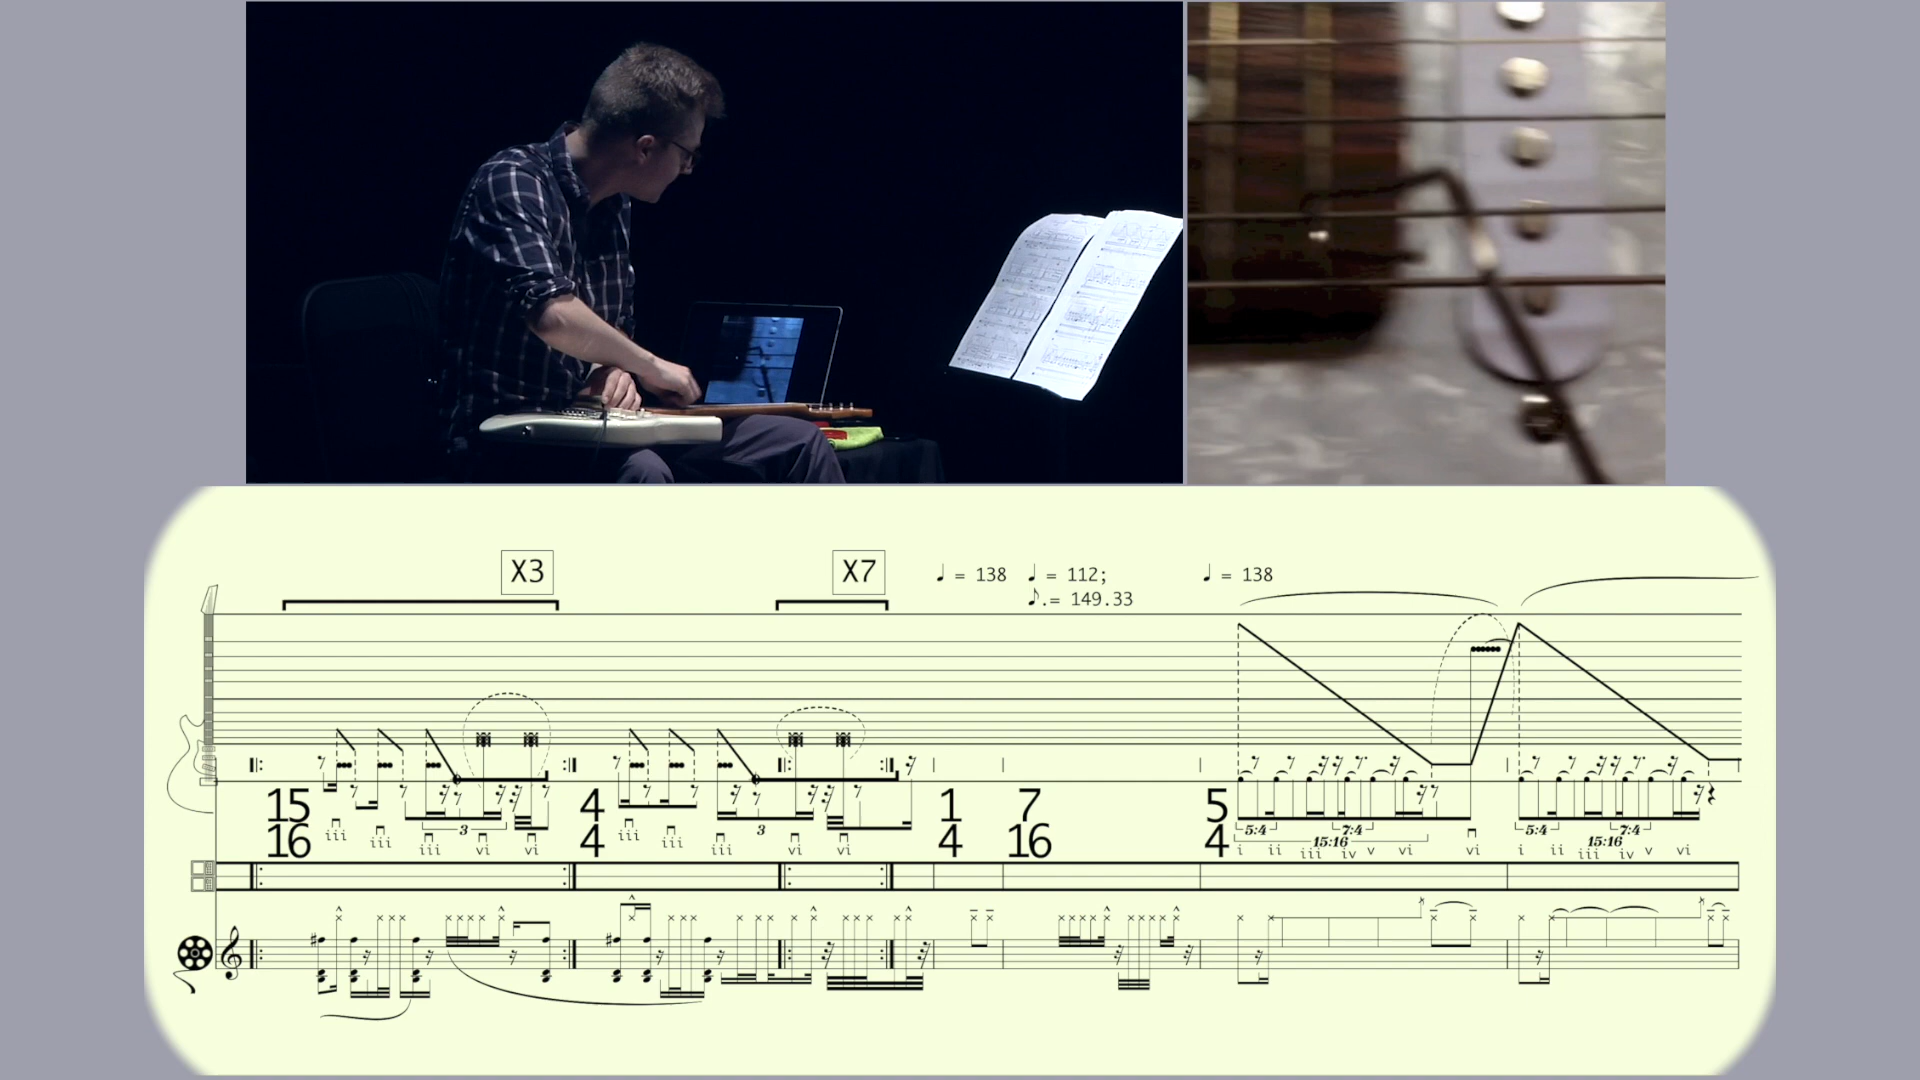 X3 X7 ♩ = 138 ♩ = 112; ♩ = 138
♪.= 149.33
15 4 1 7 5
16 4 4 16 4
3 3 5:4 7:4 5:4 7:4
15:16 15:16
iii iii iii vi vi iii iii iii vi vi i ii iii iv v vi vi i ii iii iv v vi